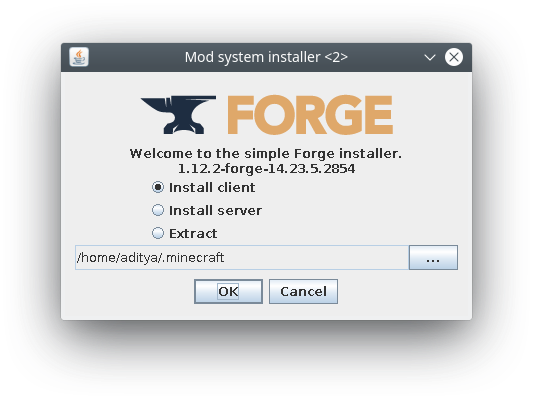 Mod system installer <2>
FORGE
Welcome to the simple Forge installer.
1.12.2-forge-14.23.5.2854
Install client
Install server
Extract
/home/aditya/.minecraft
...
OK Cancel